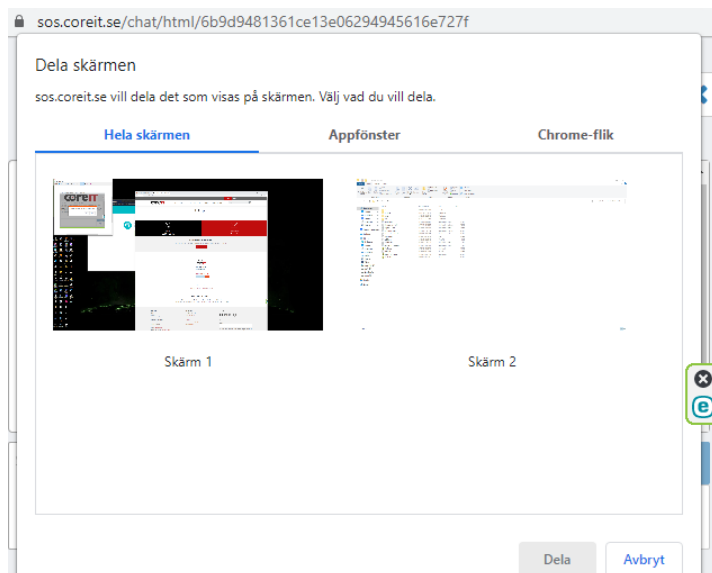 sos.coreit.se/chat/html/6b9d9481361ce13e06294945616e727f
Dela skärmen
sos.coreit.se vill dela det som visas på skärmen. Välj vad du vill dela.
Hela skärmen Appfönster Chrome-flik
COREIT
Skärm 1 Skärm 2
e
Dela Avbryt